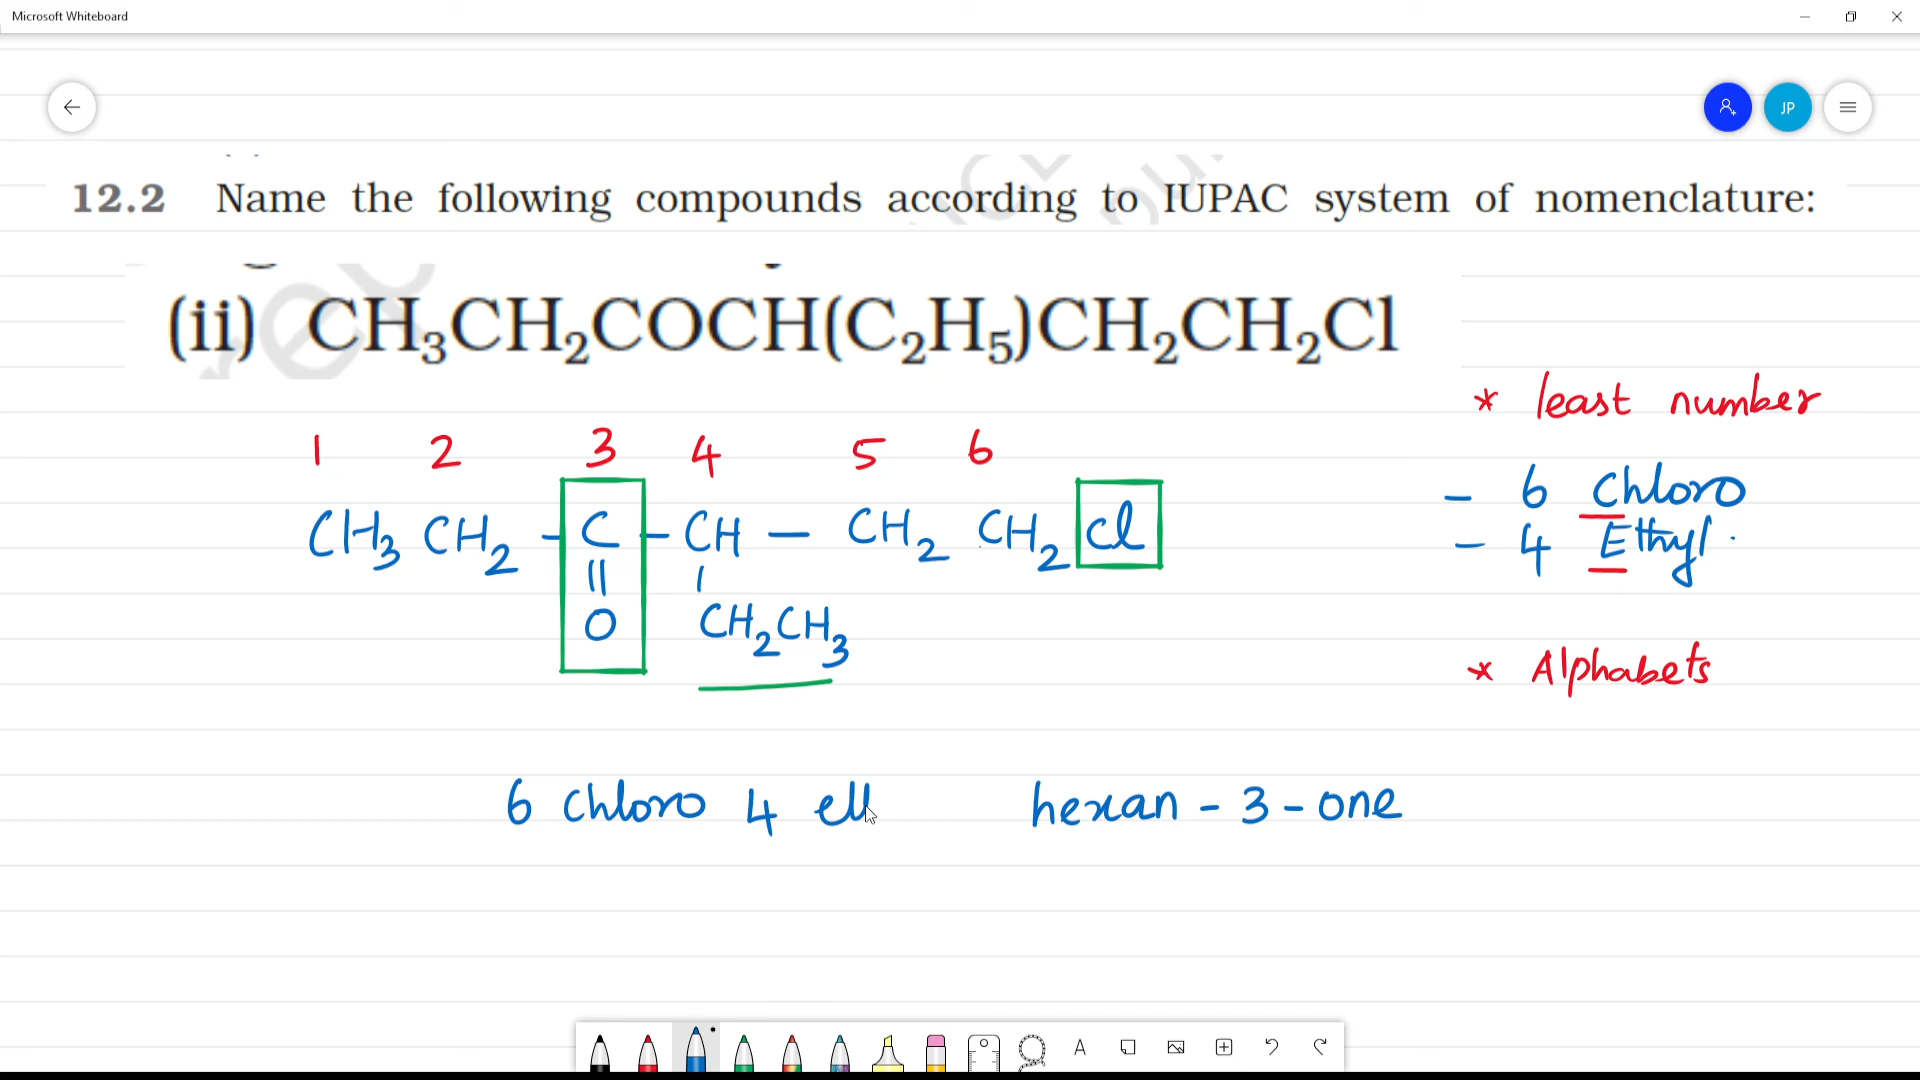 Microsoft Whiteboard
JP
12.2 Name the following compounds according to IUPAC system of nomenclature:
(ii) CH₃CH₂COCH(C₂H₅)CH₂CH₂Cl
* least number
1 2 3 4 5 6
- 6 Chloro
CH₃ CH₂ - C - CH — CH₂ CH₂ Cl
- 4 Ethyl
||
O CH₂CH₃
* Alphabets
6 chloro 4 hexan - 3 - one
A